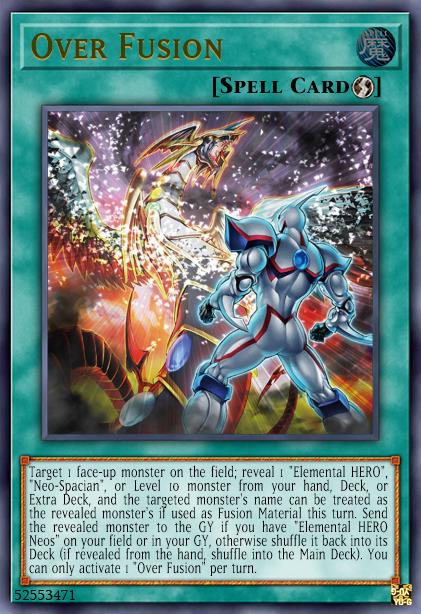 OVER FUSION
[SPELL CARD]
Target 1 face-up monster on the field; reveal 1 "Elemental HERO",
"Neo-Spacian", or Level 10 monster from your hand, Deck, or
Extra Deck, and the targeted monster's name can be treated as
the revealed monster's if used as Fusion Material this turn. Send
the revealed monster to the GY if you have "Elemental HERO
Neos" on your field or in your GY, otherwise shuffle it back into its
Deck (if revealed from the hand, shuffle into the Main Deck). You
can only activate 1 "Over Fusion" per turn.
52553471